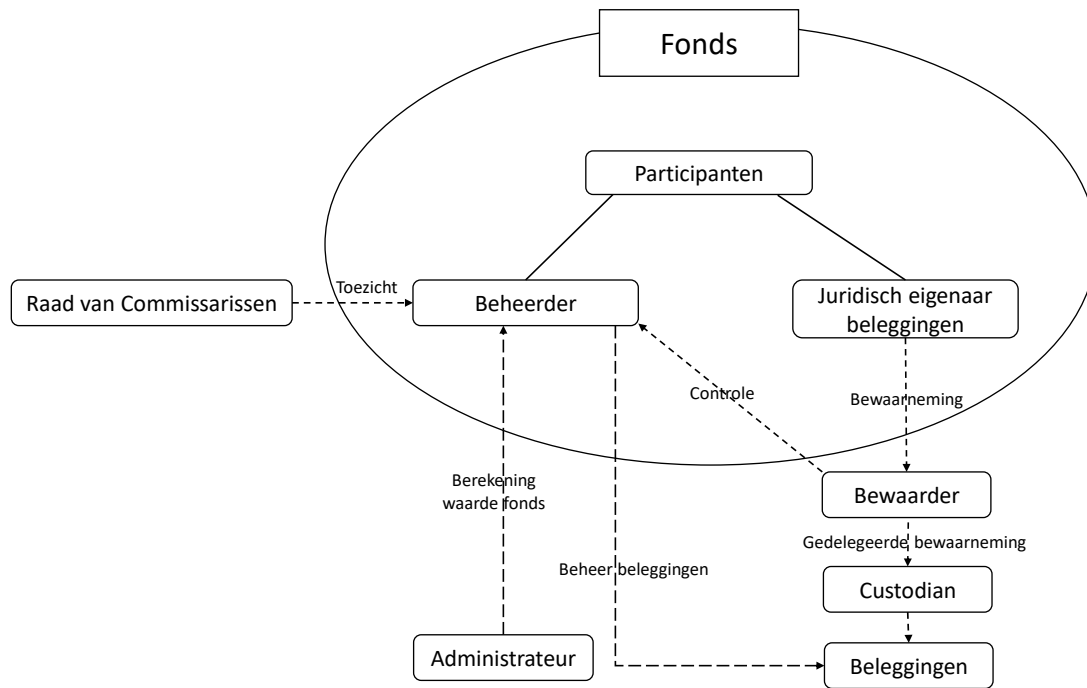 Fonds
Participanten
Raad van Commissarissen
Toezicht
Beheerder
Juridisch eigenaar
beleggingen
Controle
Bewaarneming
Berekening
waarde fonds
Bewaarder
Gedelegeerde bewaarneming
Beheer beleggingen
Custodian
Administrateur
Beleggingen